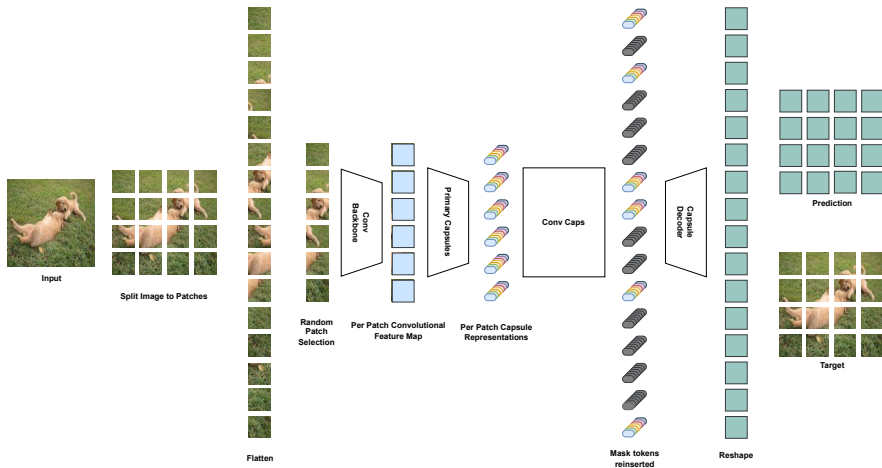 Input
Split Image to Patches
Flatten
Random
Patch
Selection
Conv
Backbone
Per Patch Convolutional
Feature Map
Primary Capsules
Per Patch Capsule
Representations
Conv Caps
Mask tokens
reinserted
Capsule
Decoder
Reshape
Prediction
Target